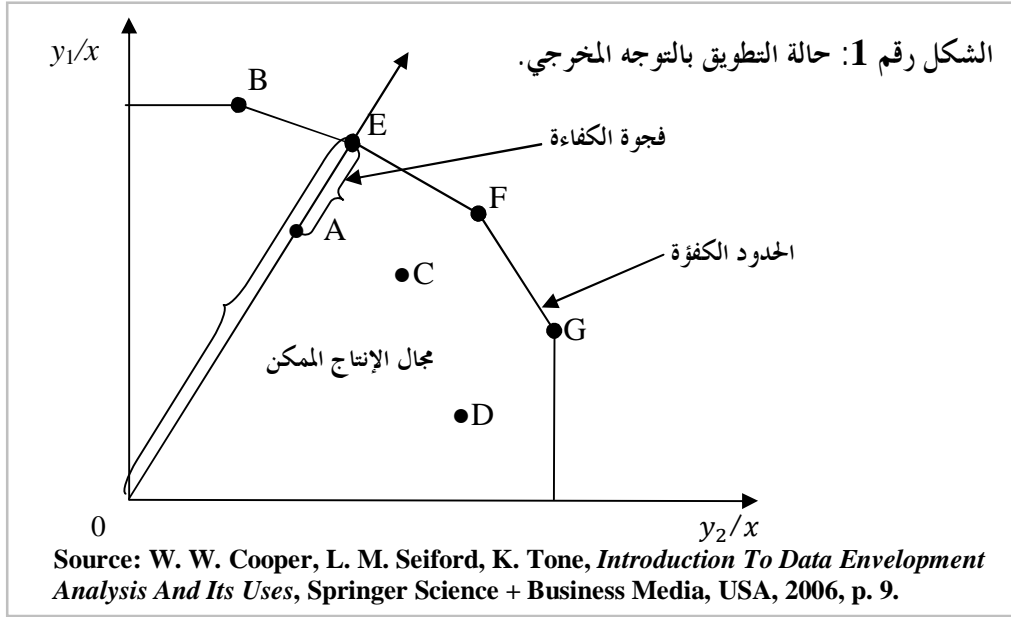 الشكل رقم 1: حالة التطويق بالتوجه المخرجي.
y₁/x
B
E
فجوة الكفاءة
F
A
الحدود الكفؤة
C
G
مجال الإنتاج الممكن
D
0
y₂/x
Source: W. W. Cooper, L. M. Seiford, K. Tone, Introduction To Data Envelopment
Analysis And Its Uses, Springer Science + Business Media, USA, 2006, p. 9.